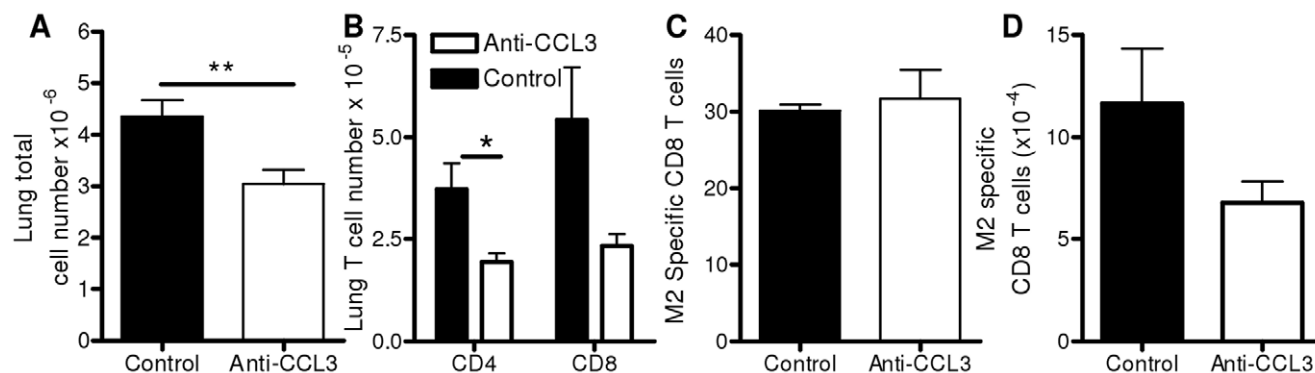 A
Lung total
cell number x10⁻⁶
6
5
4
3
2
1
0
**
Control
Anti-CCL3
B
Lung T cell number x 10⁻⁵
7.5
5.0
2.5
0.0
Anti-CCL3
Control
*
CD4
CD8
C
M2 Specific CD8 T cells
40
30
20
10
0
Control
Anti-CCL3
D
M2 specific
CD8 T cells (x10⁻⁴)
15
10
5
0
Control
Anti-CCL3